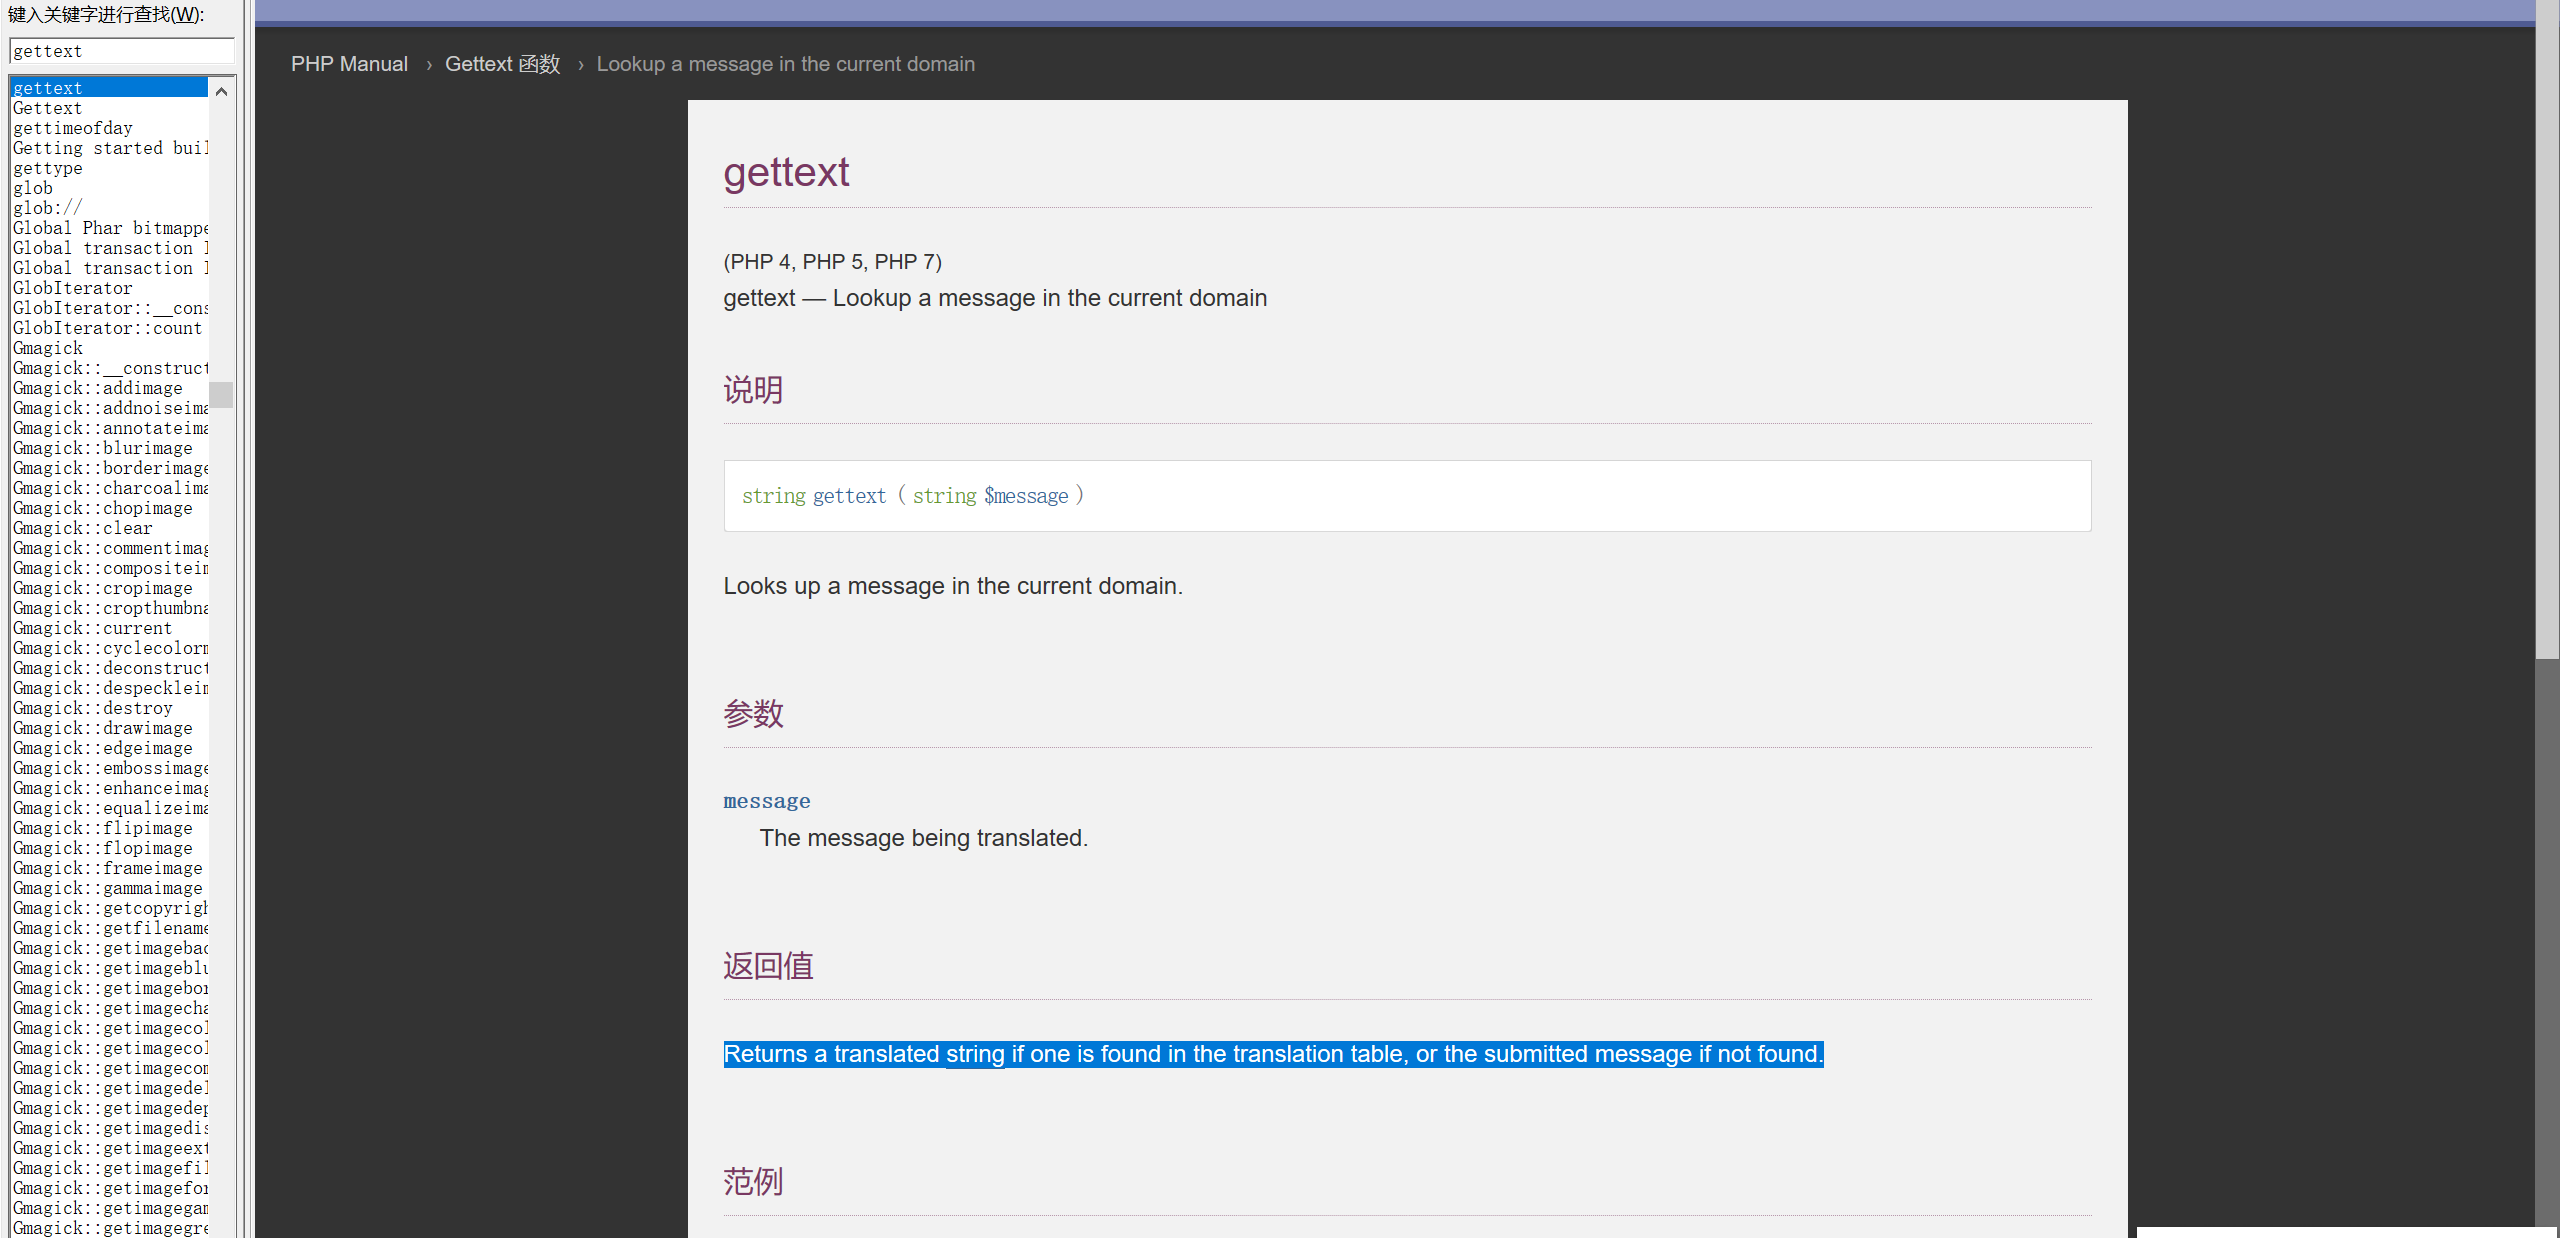 键入关键字进行查找(W):
gettext
gettext
Gettext
gettimeofday
Getting started buil
gettype
glob
glob://
Global Phar bitmappe
Global transaction I
Global transaction I
GlobIterator
GlobIterator::__cons
GlobIterator::count
Gmagick
Gmagick::__construct
Gmagick::addimage
Gmagick::addnoiseima
Gmagick::annotateima
Gmagick::blurimage
Gmagick::borderimage
Gmagick::charcoalima
Gmagick::chopimage
Gmagick::clear
Gmagick::commentimag
Gmagick::compositeim
Gmagick::cropimage
Gmagick::cropthumbna
Gmagick::current
Gmagick::cyclecolorm
Gmagick::deconstruct
Gmagick::despeckleim
Gmagick::destroy
Gmagick::drawimage
Gmagick::edgeimage
Gmagick::embossimage
Gmagick::enhanceimag
Gmagick::equalizeima
Gmagick::flipimage
Gmagick::flopimage
Gmagick::frameimage
Gmagick::gammaimage
Gmagick::getcopyrigh
Gmagick::getfilename
Gmagick::getimagebac
Gmagick::getimageblu
Gmagick::getimagebor
Gmagick::getimagecha
Gmagick::getimagecol
Gmagick::getimagecol
Gmagick::getimagecom
Gmagick::getimagedel
Gmagick::getimagedep
Gmagick::getimagedis
Gmagick::getimageext
Gmagick::getimagefil
Gmagick::getimagefor
Gmagick::getimagegam
Gmagick::getimagegre
PHP Manual › Gettext 函数 › Lookup a message in the current domain
gettext
(PHP 4, PHP 5, PHP 7)
gettext — Lookup a message in the current domain
说明
string gettext ( string $message )
Looks up a message in the current domain.
参数
message
The message being translated.
返回值
Returns a translated string if one is found in the translation table, or the submitted message if not found.
范例